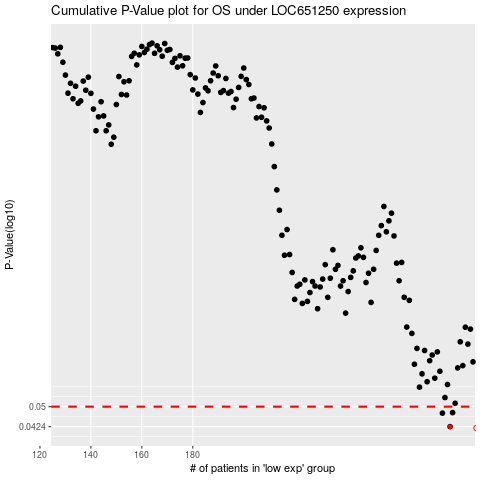 Cumulative P-Value plot for OS under LOC651250 expression
P-Value(log10)
0.05
0.0424
120 140 160 180
# of patients in 'low exp' group